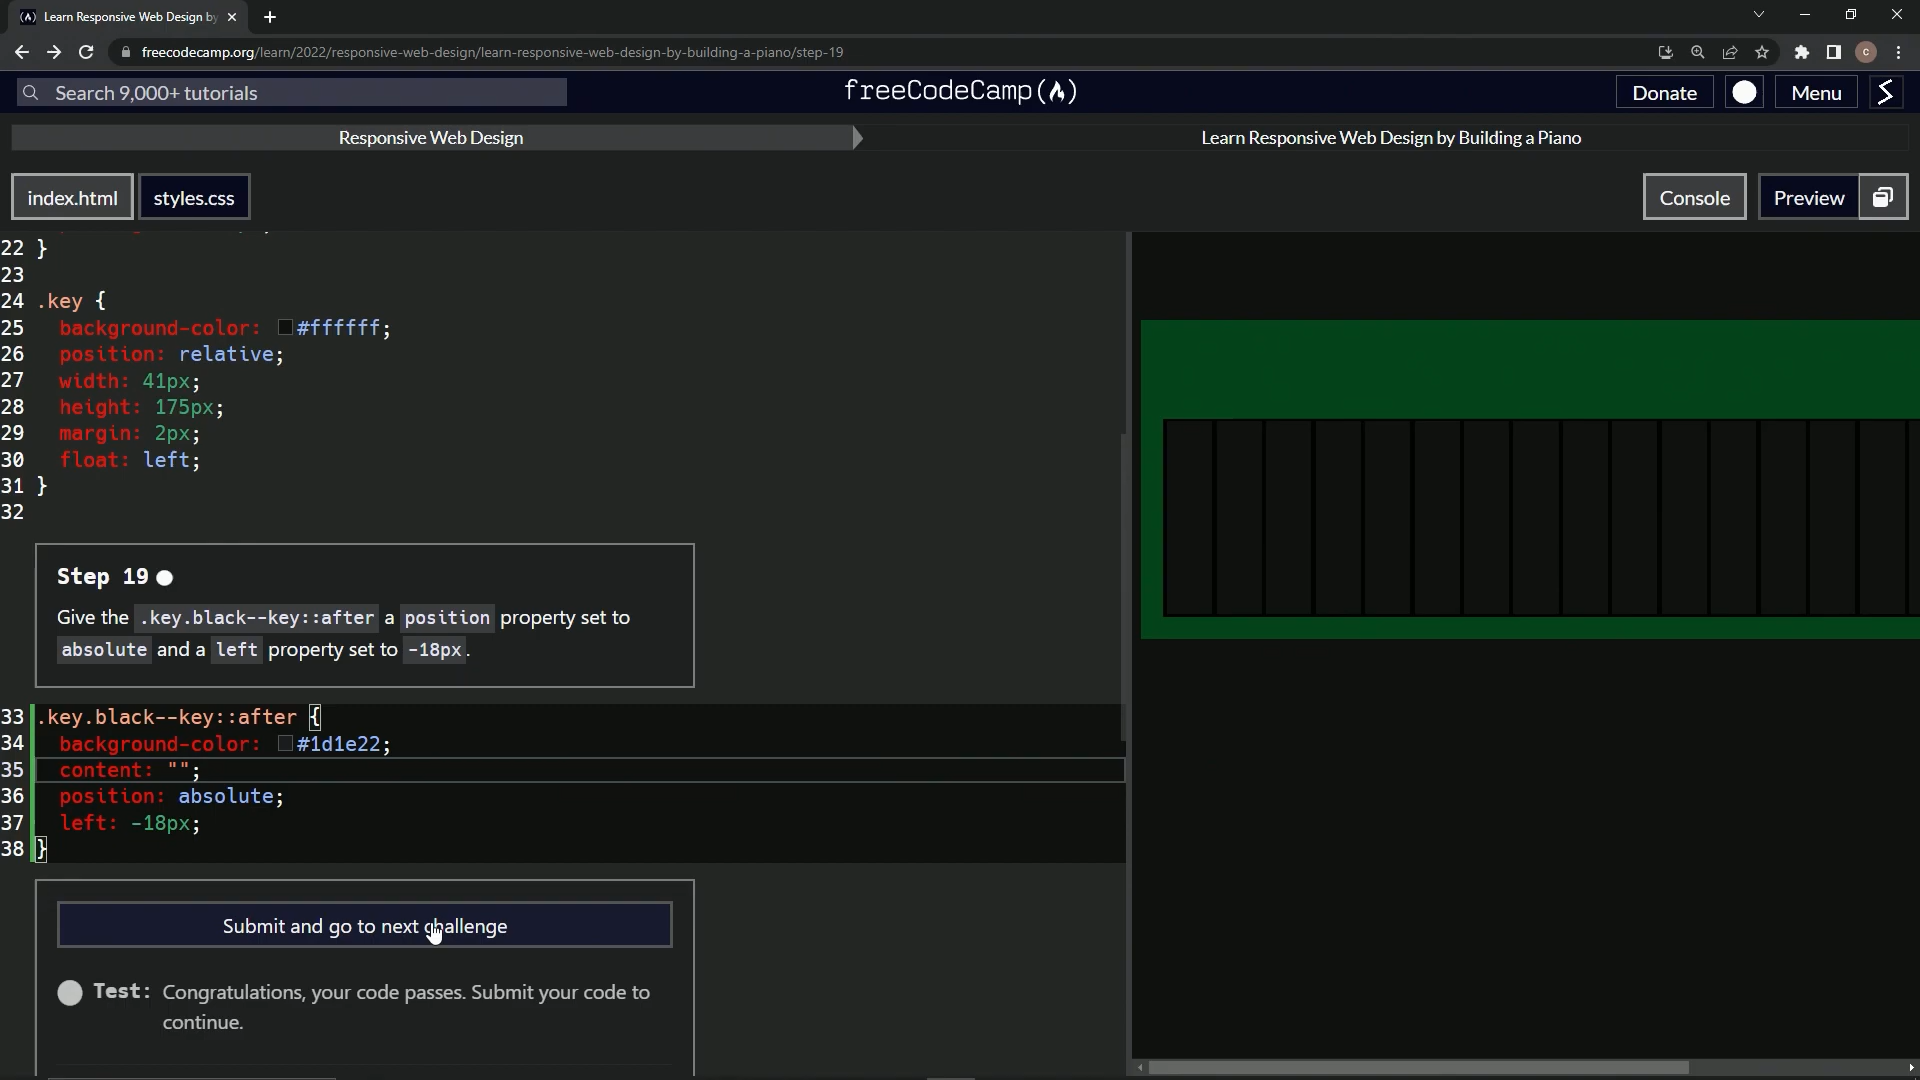 Learn Responsive Web Design by
freecodecamp.org/learn/2022/responsive-web-design/learn-responsive-web-design-by-building-a-piano/step-19
C
Search 9,000+ tutorials
freeCodeCamp
Donate
Menu
Responsive Web Design
Learn Responsive Web Design by Building a Piano
index.html
styles.css
Console
Preview
22 }
23
24 .key {
25 background-color: #ffffff;
26 position: relative;
27 width: 41px;
28 height: 175px;
29 margin: 2px;
30 float: left;
31 }
32
Step 19
Give the .key.black--key::after a position property set to
absolute and a left property set to -18px.
33 .key.black--key::after {
34 background-color: #1d1e22;
35 content: "";
36 position: absolute;
37 left: -18px;
38 }
Submit and go to next challenge
Test: Congratulations, your code passes. Submit your code to
continue.